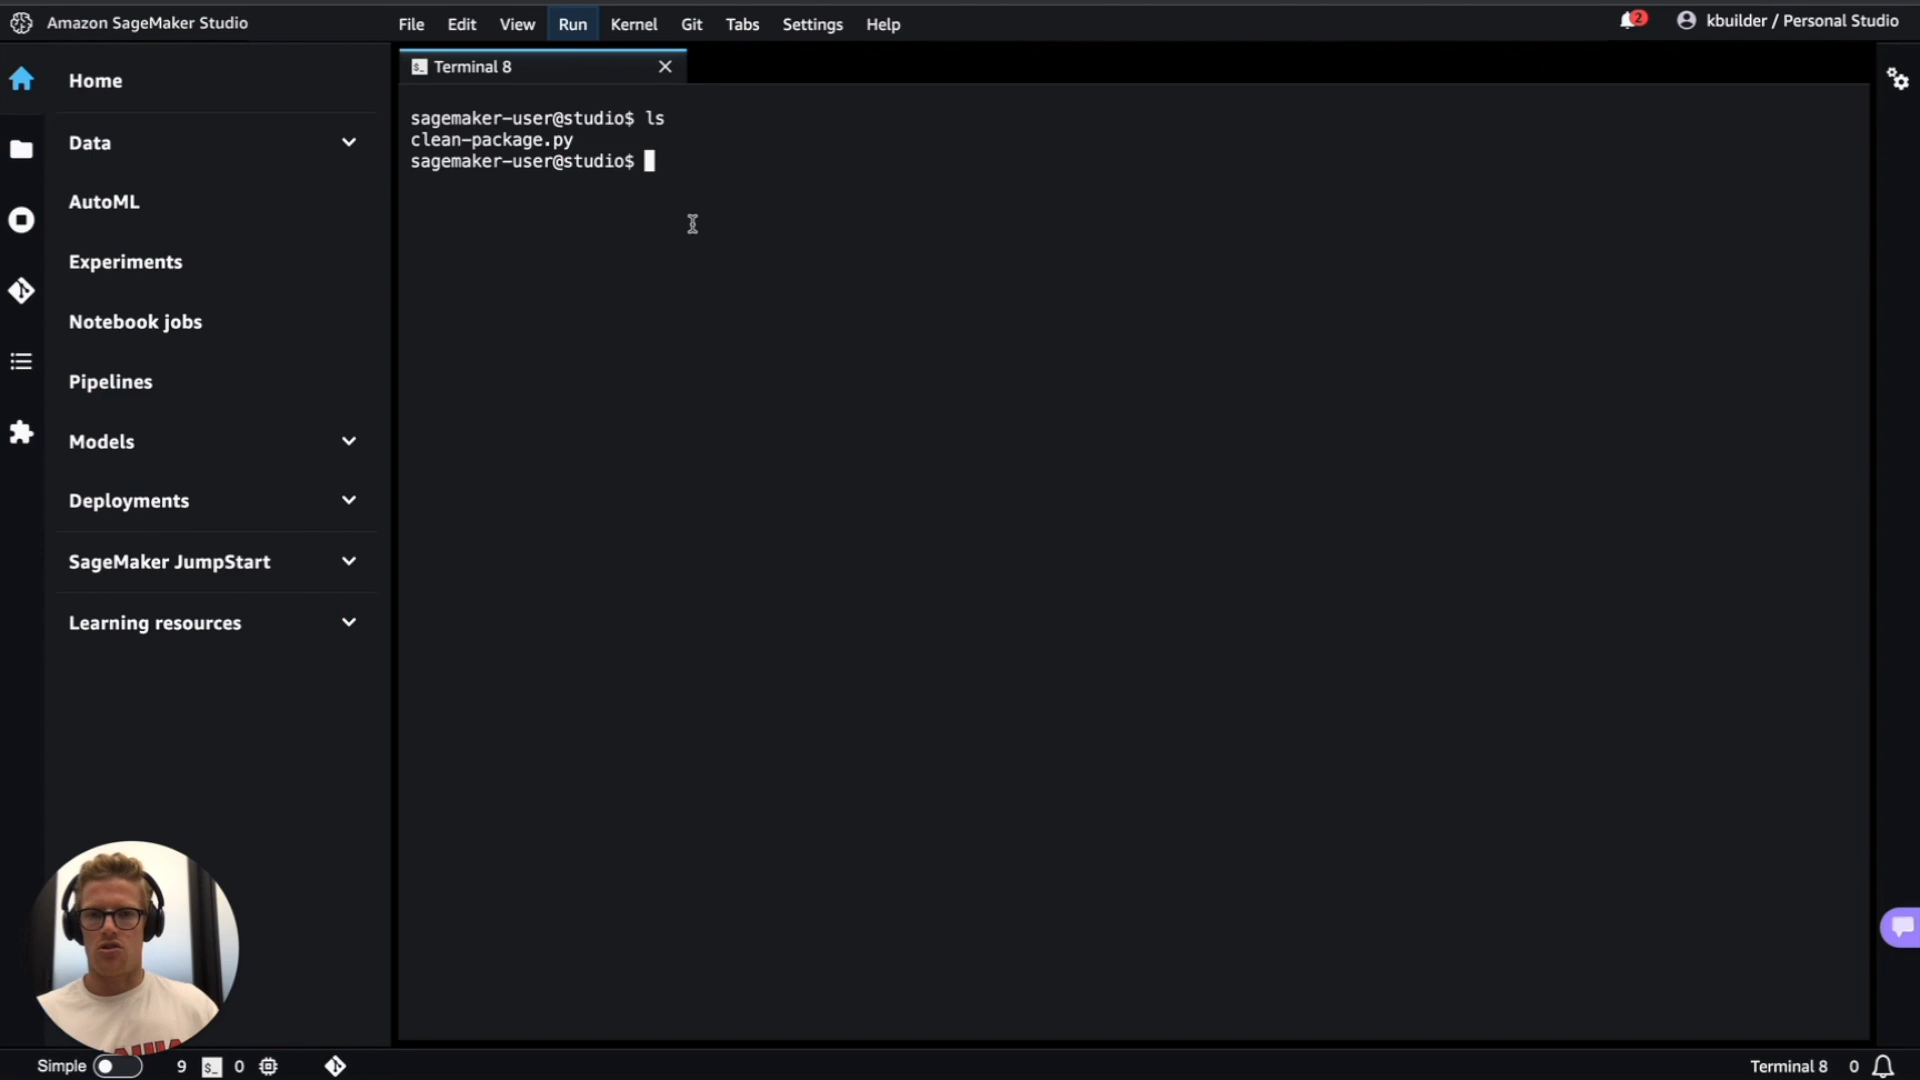 Amazon SageMaker Studio
File Edit View Run Kernel Git Tabs Settings Help
2
kbuilder / Personal Studio
Home
Data
AutoML
Experiments
Notebook jobs
Pipelines
Models
Deployments
SageMaker JumpStart
Learning resources
Terminal 8
sagemaker-user@studio$ ls
clean-package.py
sagemaker-user@studio$
Simple 9 0
Terminal 8 0